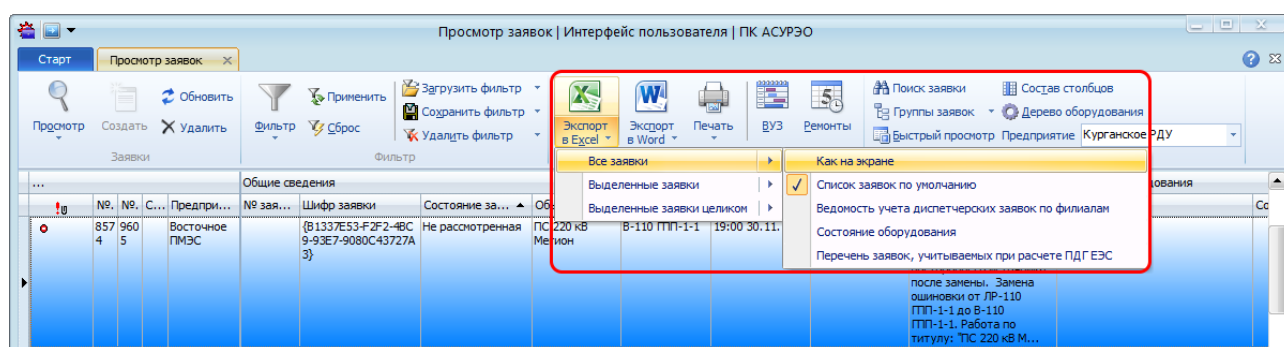 Просмотр заявок | Интерфейс пользователя | ПК АСУРЭО
Старт Просмотр заявок
Просмотр Создать Обновить Удалить
Заявки
Фильтр Применить Сброс Загрузить фильтр Сохранить фильтр Удалить фильтр
Фильтр
Экспорт в Excel Экспорт в Word Печать ВУЗ Ремонты
Поиск заявки Состав столбцов
Группы заявок Дерево оборудования
Быстрый просмотр Предприятие Курганское РДУ
Все заявки
Выделенные заявки
Выделенные заявки целиком
Как на экране
Список заявок по умолчанию
Ведомость учета диспетчерских заявок по филиалам
Состояние оборудования
Перечень заявок, учитываемых при расчете ПДГ ЕЭС
... Общие сведения
№. №. С... Предпри... № зая... Шифр заявки Состояние за... Об
8574 9605 Восточное ПМЭС {B1337E53-F2F2-4BC9-93E7-9080C43727A3} Не рассмотренная ПС 220 кВ Мегион В-110 ГПП-1-1 19:00 30.11.
после замены. Замена
ошиновки от ЛР-110
ГПП-1-1 до В-110
ГПП-1-1. Работа по
титулу: "ПС 220 кВ М...